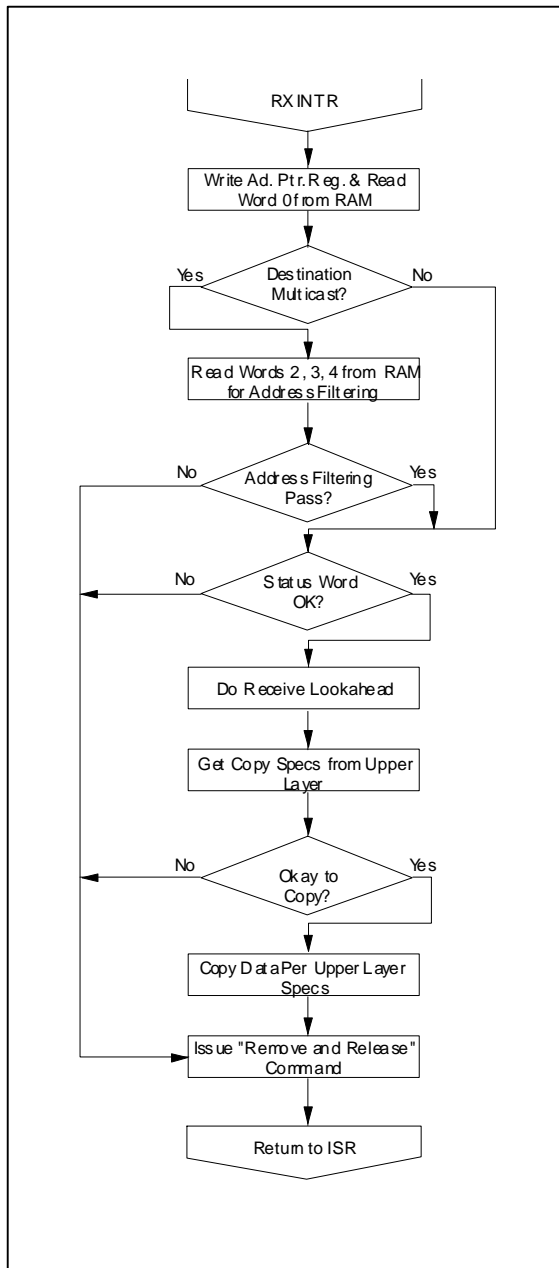 RX INTR
Write Ad. Ptr. Reg. & Read
Word 0 from RAM
Yes
Destination
Multicast?
No
Read Words 2, 3, 4 from RAM
for Address Filtering
No
Address Filtering
Pass?
Yes
No
Status Word
OK?
Yes
Do Receive Lookahead
Get Copy Specs from Upper
Layer
No
Okay to
Copy?
Yes
Copy Data Per Upper Layer
Specs
Issue "Remove and Release"
Command
Return to ISR